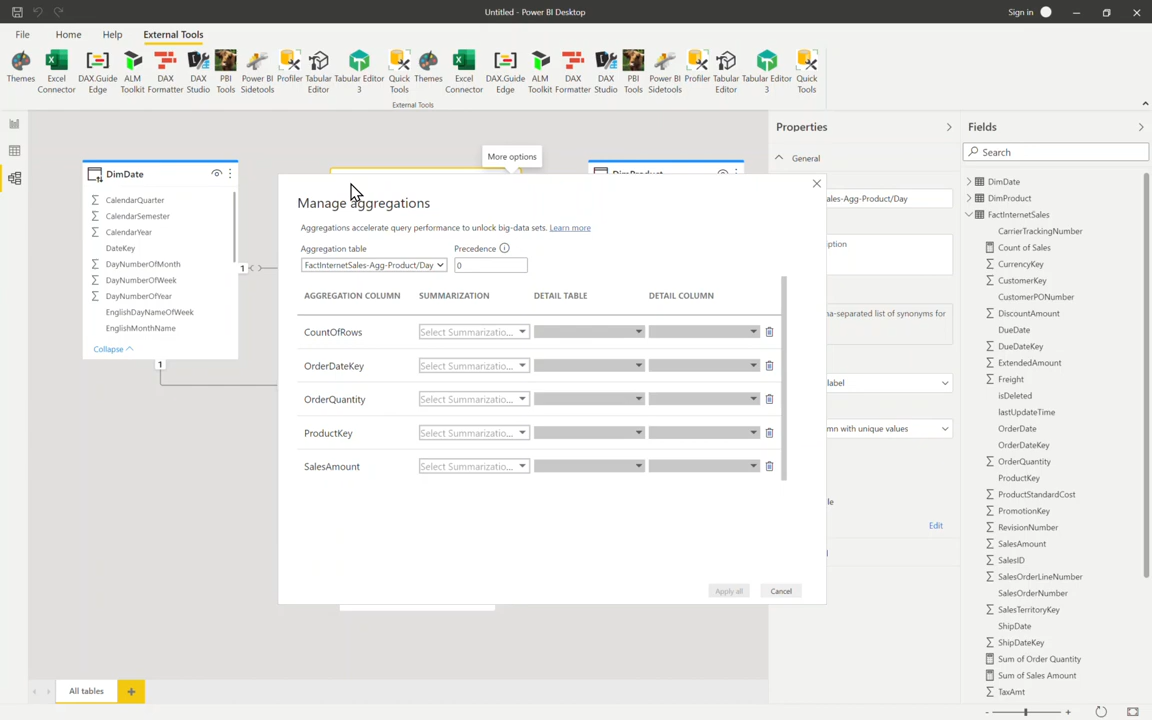 Untitled - Power BI Desktop
Sign in
File Home Help External Tools
Themes Excel Connector DAX.Guide Edge ALM Toolkit DAX Formatter DAX Studio PBI Tools Power BI Sidetools Profiler Tabular Editor Tabular Editor 3 Quick Tools Themes Excel Connector DAX.Guide Edge ALM Toolkit DAX Formatter DAX Studio PBI Tools Power BI Sidetools Profiler Tabular Editor Tabular Editor 3 Quick Tools
External Tools
DimDate
CalendarQuarter
CalendarSemester
CalendarYear
DateKey
DayNumberOfMonth
DayNumberOfWeek
DayNumberOfYear
EnglishDayNameOfWeek
EnglishMonthName
Collapse
1
1
More options
Manage aggregations
Aggregations accelerate query performance to unlock big-data sets. Learn more
Aggregation table Precedence
FactInternetSales-Agg-Product/Day 0
AGGREGATION COLUMN SUMMARIZATION DETAIL TABLE DETAIL COLUMN
CountOfRows Select Summarizatio...
OrderDateKey Select Summarizatio...
OrderQuantity Select Summarizatio...
ProductKey Select Summarizatio...
SalesAmount Select Summarizatio...
Apply all Cancel
Properties
General
ales-Agg-Product/Day
ption
na-separated list of synonyms for
label
mn with unique values
le
Edit
Fields
Search
DimDate
DimProduct
FactInternetSales
CarrierTrackingNumber
Count of Sales
CurrencyKey
CustomerKey
CustomerPONumber
DiscountAmount
DueDate
DueDateKey
ExtendedAmount
Freight
isDeleted
lastUpdateTime
OrderDate
OrderDateKey
OrderQuantity
ProductKey
ProductStandardCost
PromotionKey
RevisionNumber
SalesAmount
SalesID
SalesOrderLineNumber
SalesOrderNumber
SalesTerritoryKey
ShipDate
ShipDateKey
Sum of Order Quantity
Sum of Sales Amount
TaxAmt
All tables